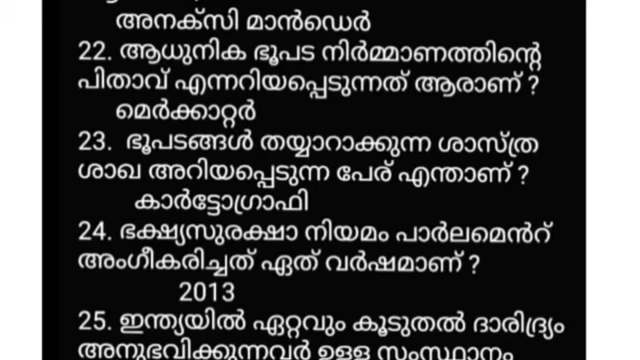 അനക്സി മാൻഡെർ
22. ആധുനിക ഭൂപട നിർമ്മാണത്തിന്റെ
പിതാവ് എന്നറിയപ്പെടുന്നത് ആരാണ് ?
മെർക്കാറ്റർ
23. ഭൂപടങ്ങൾ തയ്യാറാക്കുന്ന ശാസ്ത്ര
ശാഖ അറിയപ്പെടുന്ന പേര് എന്താണ് ?
കാർട്ടോഗ്രാഫി
24. ഭക്ഷ്യസുരക്ഷാ നിയമം പാർലമെൻറ്
അംഗീകരിച്ചത് ഏത് വർഷമാണ് ?
2013
25. ഇന്ത്യയിൽ ഏറ്റവും കൂടുതൽ ദാരിദ്ര്യം
അനുഭവിക്കുന്നവർ ഉള്ള സംസ്ഥാനം